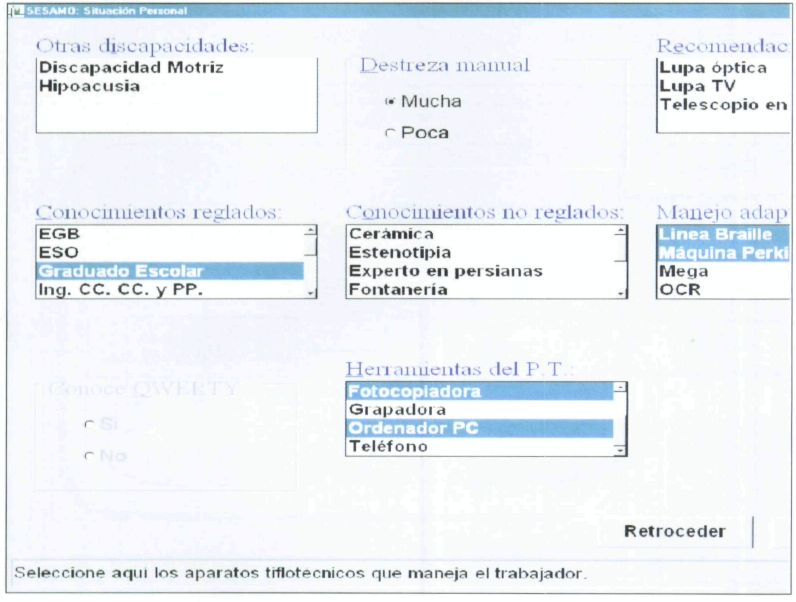 SESAMO: Situación Personal
Otras discapacidades:
Discapacidad Motriz
Hipoacusia
Destreza manual
Mucha
Poca
Recomendac
Lupa óptica
Lupa TV
Telescopio en
Conocimientos reglados:
EGB
ESO
Graduado Escolar
Ing. CC. CC. y PP.
Conocimientos no reglados:
Cerámica
Estenotipia
Experto en persianas
Fontanería
Manejo adap
Linea Braille
Máquina Perki
Mega
OCR
Conoce QWERTY
Si
No
Herramientas del P.T.:
Fotocopiadora
Grapadora
Ordenador PC
Teléfono
Retroceder
Seleccione aqui los aparatos tiflotécnicos que maneja el trabajador.